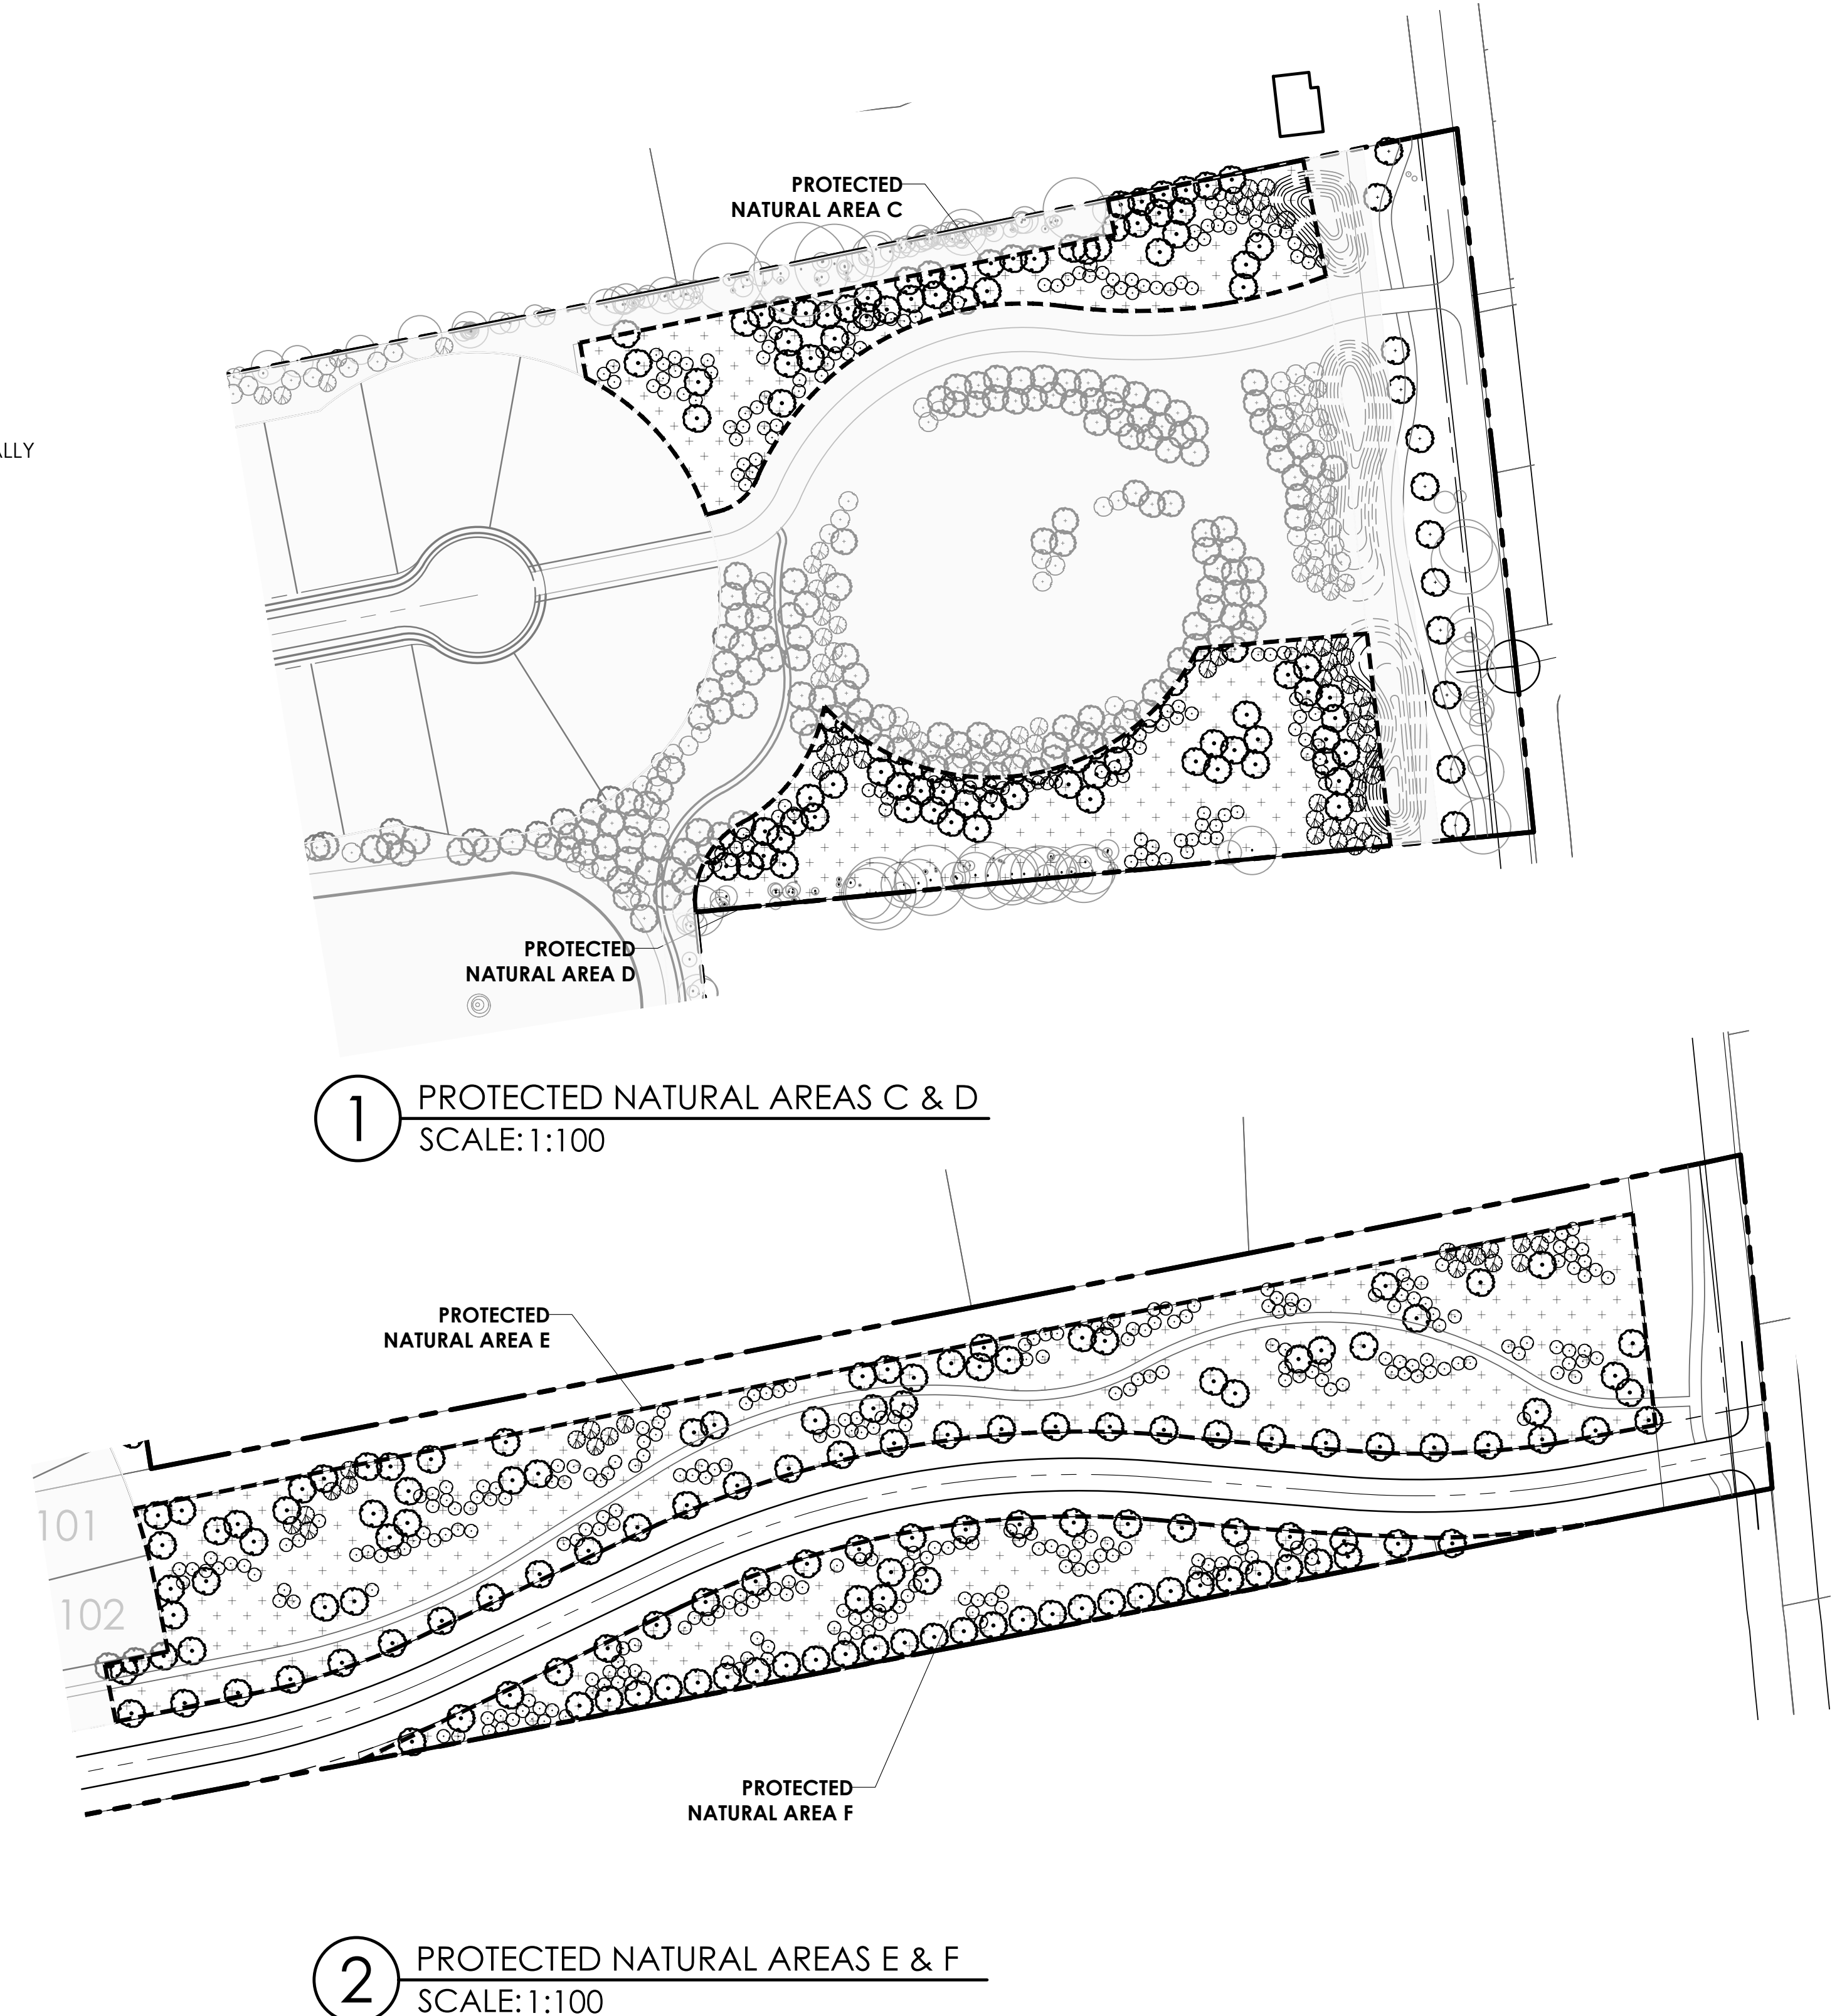 PROTECTED
NATURAL AREA C
PROTECTED
NATURAL AREA D
1
PROTECTED NATURAL AREAS C & D
SCALE: 1:100
PROTECTED
NATURAL AREA E
101
102
PROTECTED
NATURAL AREA F
2
PROTECTED NATURAL AREAS E & F
SCALE: 1:100